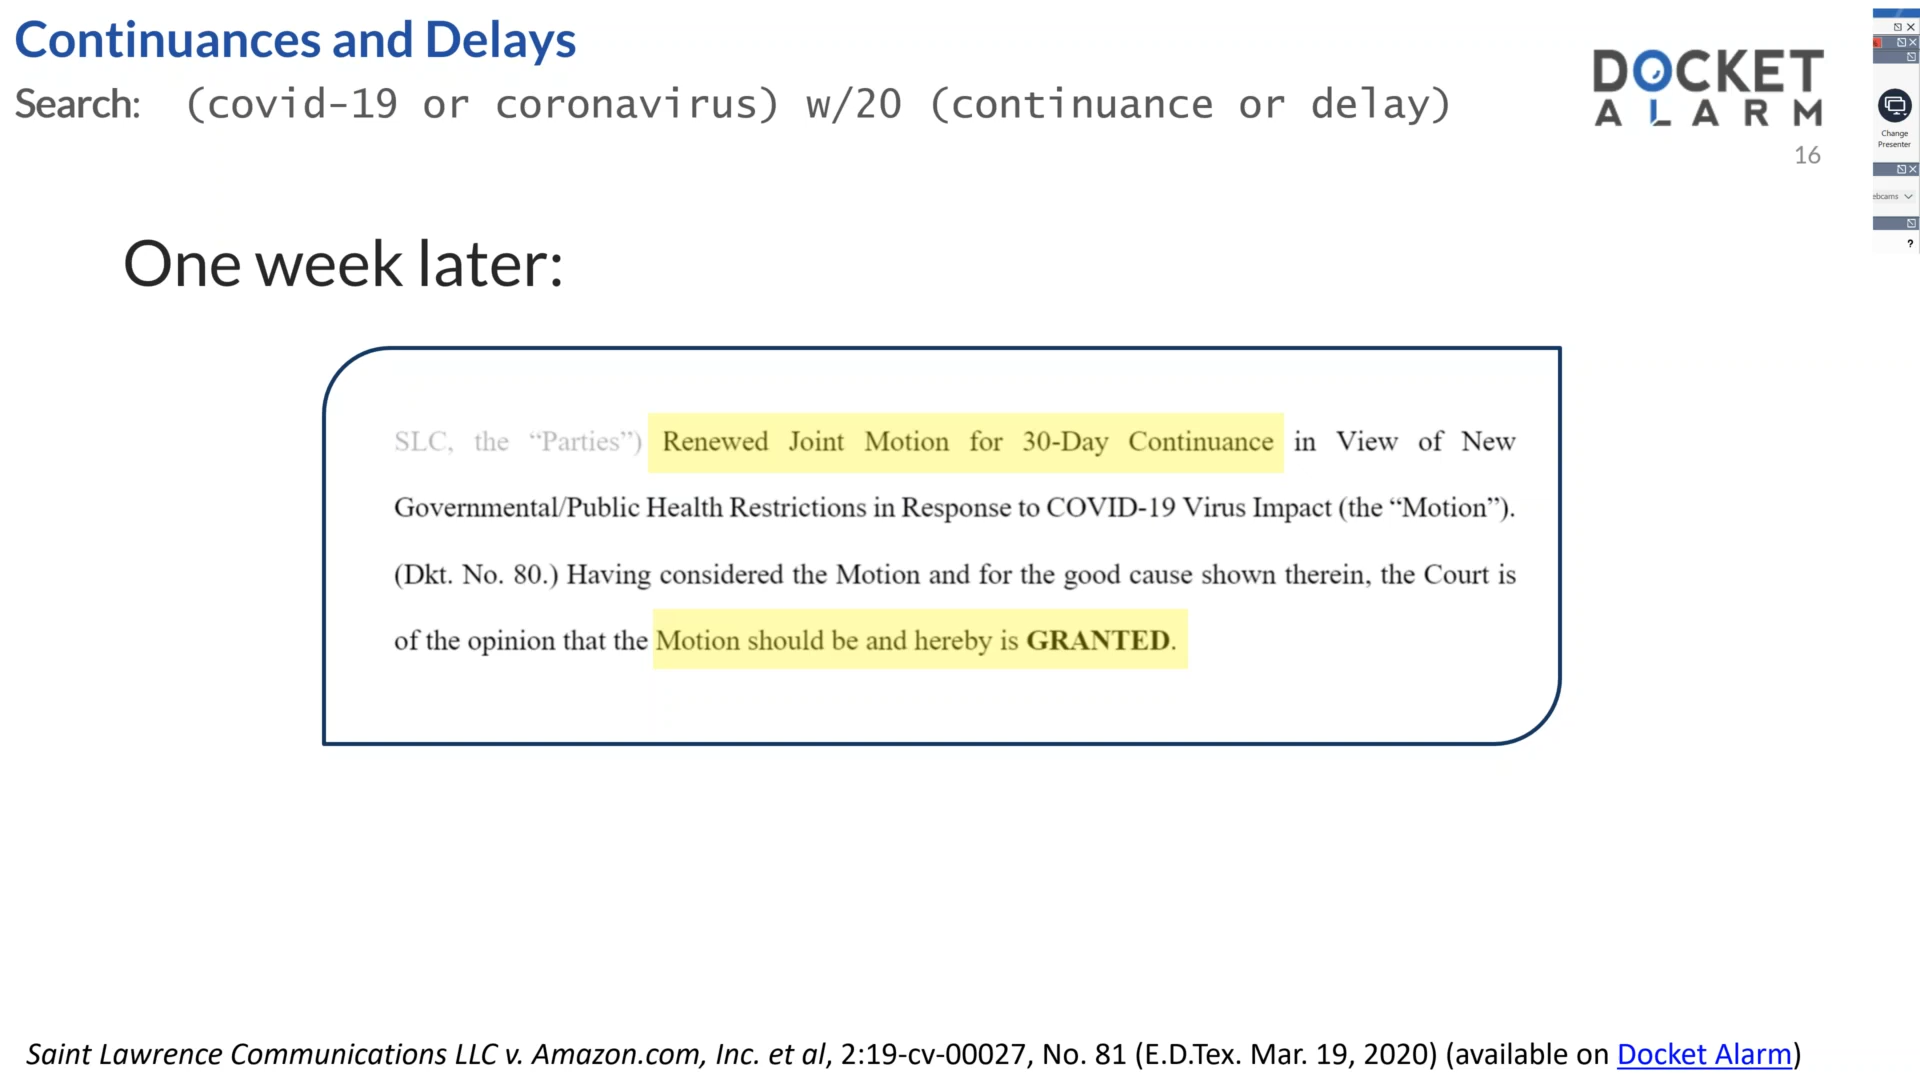 Continuances and Delays
Search: (covid-19 or coronavirus) w/20 (continuance or delay)
DOCKET
ALARM
16
Change
Presenter
ebcams
?
One week later:
SLC, the “Parties”) Renewed Joint Motion for 30-Day Continuance in View of New
Governmental/Public Health Restrictions in Response to COVID-19 Virus Impact (the “Motion”).
(Dkt. No. 80.) Having considered the Motion and for the good cause shown therein, the Court is
of the opinion that the Motion should be and hereby is GRANTED.
Saint Lawrence Communications LLC v. Amazon.com, Inc. et al, 2:19-cv-00027, No. 81 (E.D.Tex. Mar. 19, 2020) (available on Docket Alarm)